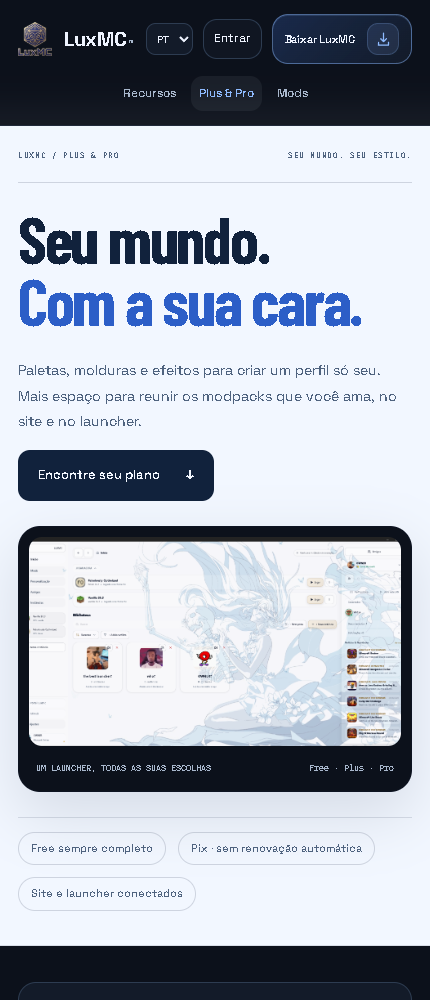 LuxMC™
PT
Entrar
Baixar LuxMC
Recursos
Plus & Pro
Mods
LUXMC / PLUS & PRO
SEU MUNDO. SEU ESTILO.
Seu mundo.
Com a sua cara.
Paletas, molduras e efeitos para criar um perfil só seu.
Mais espaço para reunir os modpacks que você ama, no
site e no launcher.
Encontre seu plano ↓
UM LAUNCHER, TODAS AS SUAS ESCOLHAS
Free · Plus · Pro
Free sempre completo
Pix · sem renovação automática
Site e launcher conectados